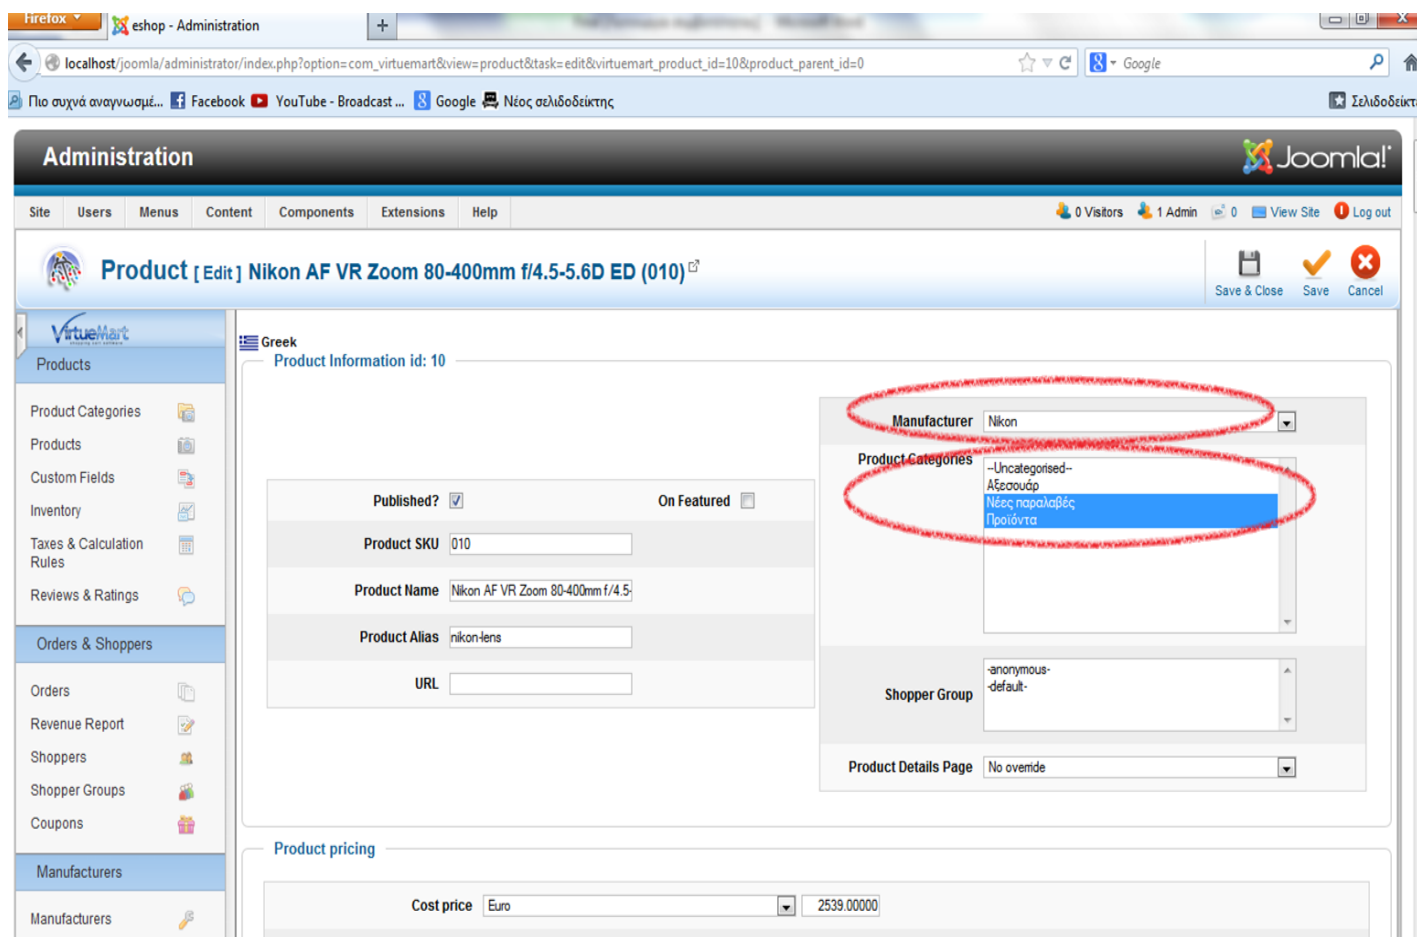 Firefox
eshop - Administration
localhost/joomla/administrator/index.php?option=com_virtuemart&view=product&task=edit&virtuemart_product_id=10&product_parent_id=0
Google
Πιο συχνά αναγνωσμέ... Facebook YouTube - Broadcast ... Google Νέος σελιδοδείκτης
Σελιδοδείκτ
Administration
Joomla!
Site Users Menus Content Components Extensions Help
0 Visitors 1 Admin 0 View Site Log out
Product [ Edit ] Nikon AF VR Zoom 80-400mm f/4.5-5.6D ED (010)
Save & Close Save Cancel
VirtueMart
Products
Product Categories
Products
Custom Fields
Inventory
Taxes & Calculation
Rules
Reviews & Ratings
Orders & Shoppers
Orders
Revenue Report
Shoppers
Shopper Groups
Coupons
Manufacturers
Manufacturers
Greek
Product Information id: 10
Published?
On Featured
Product SKU 010
Product Name Nikon AF VR Zoom 80-400mm f/4.5-
Product Alias nikon-lens
URL
Manufacturer Nikon
Product Categories
--Uncategorised--
Αξεσουάρ
Νέες παραλαβές
Προϊόντα
Shopper Group
-anonymous-
-default-
Product Details Page No override
Product pricing
Cost price Euro 2539.00000